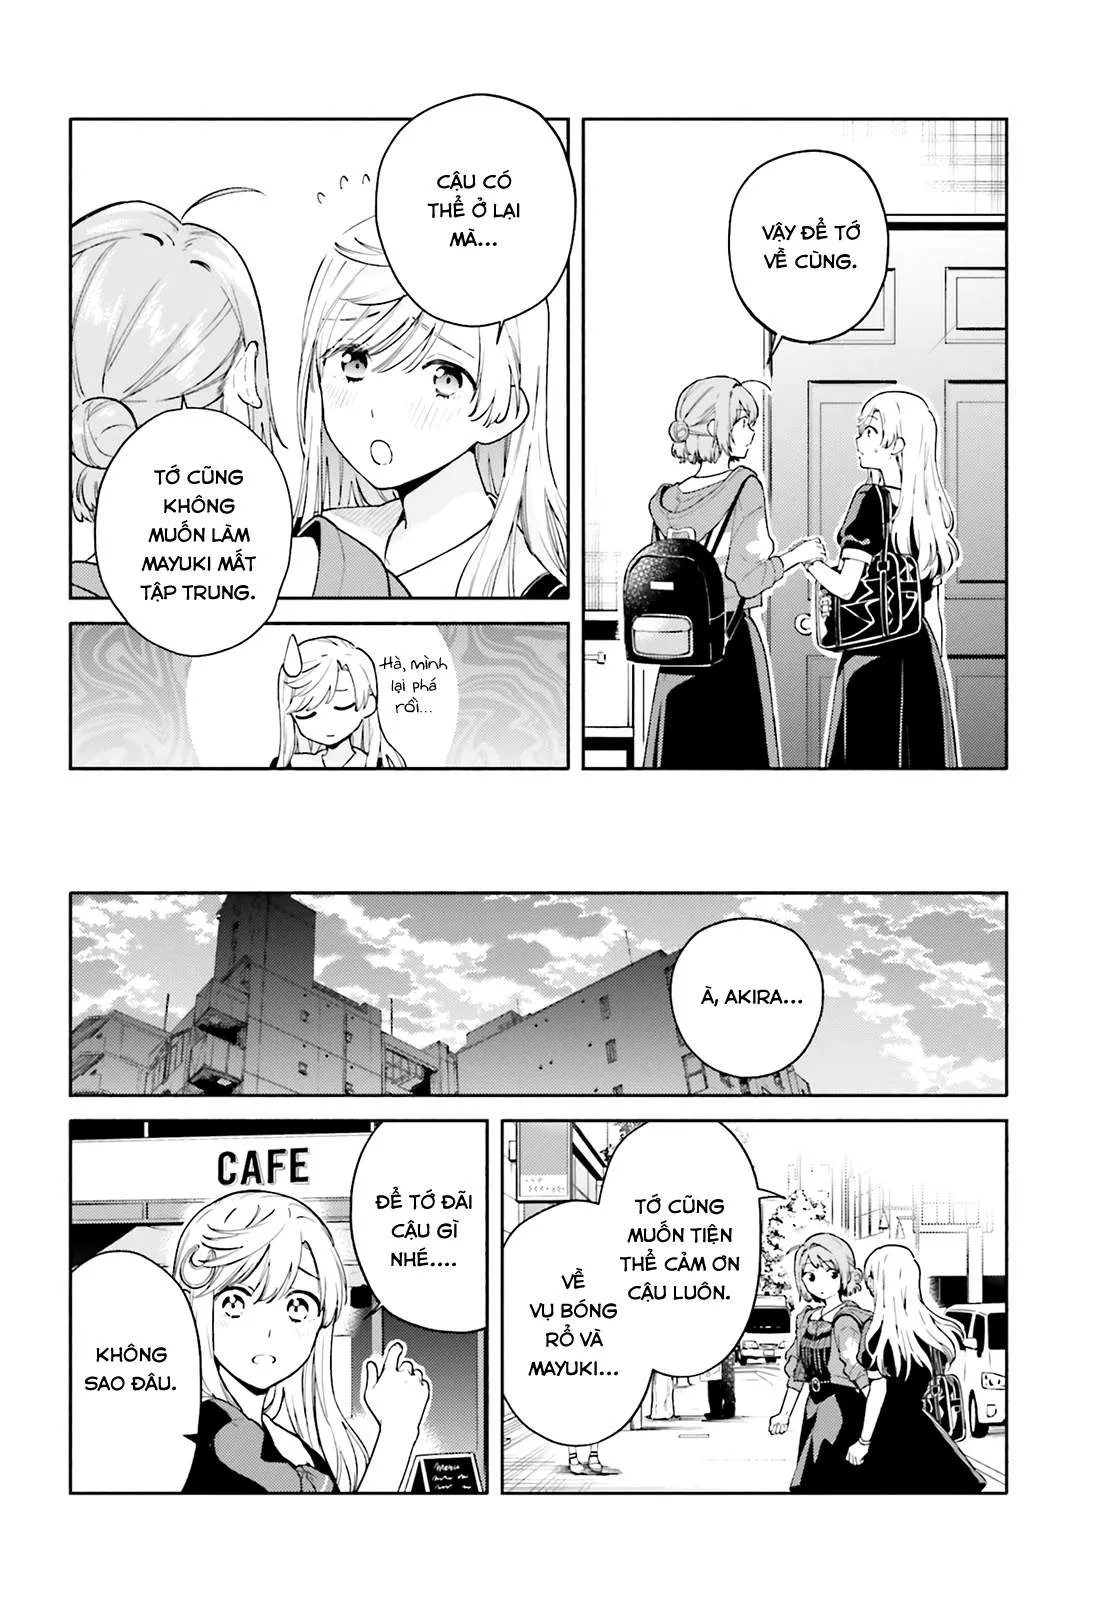 VẬY ĐỂ TỚ
VỀ CÙNG.
CẬU CÓ
THỂ Ở LẠI
MÀ...
TỚ CŨNG
KHÔNG
MUỐN LÀM
MAYUKI MẤT
TẬP TRUNG.
Hà, mình
lại phá
rồi...
À, AKIRA...
TỚ CŨNG
MUỐN TIỆN
THỂ CẢM ƠN
CẬU LUÔN.
VỀ
VỤ BÓNG
RỔ VÀ
MAYUKI...
CAFE
ĐỂ TỚ ĐÃI
CẬU GÌ
NHÉ....
KHÔNG
SAO ĐÂU.
Menu